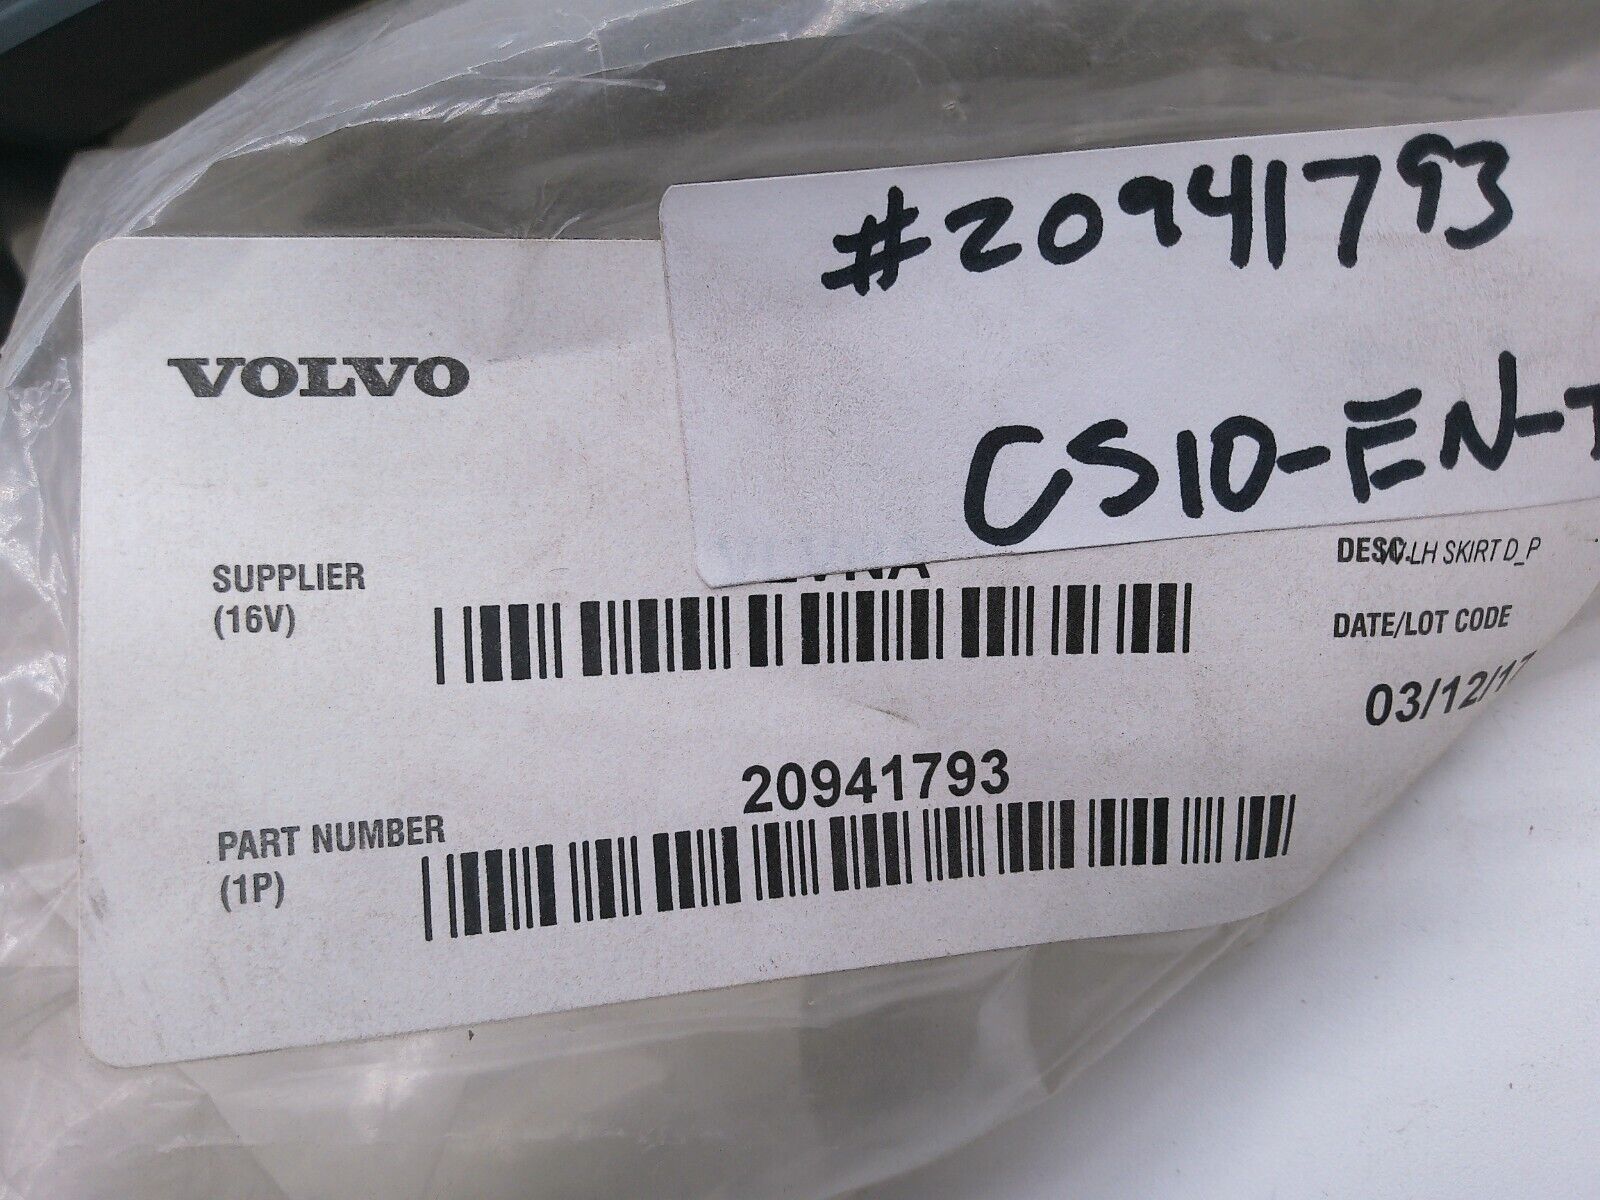 #20941793
VOLVO
CS10-EN-
SUPPLIER
(16V)
DESC. LH SKIRT D_P
DATE/LOT CODE
03/12/17
20941793
PART NUMBER
(1P)